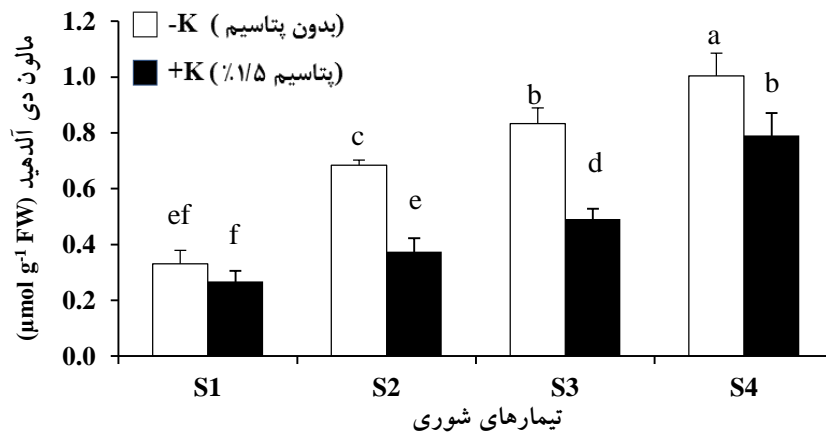 -K ( بدون پتاسیم)
+K (پتاسیم ۱/۵٪)
مالون دی آلدهید (µmol g⁻¹ FW)
1.2
1.0
0.8
0.6
0.4
0.2
0.0
ef
f
c
e
b
d
a
b
S1 S2 S3 S4
تیمارهای شوری